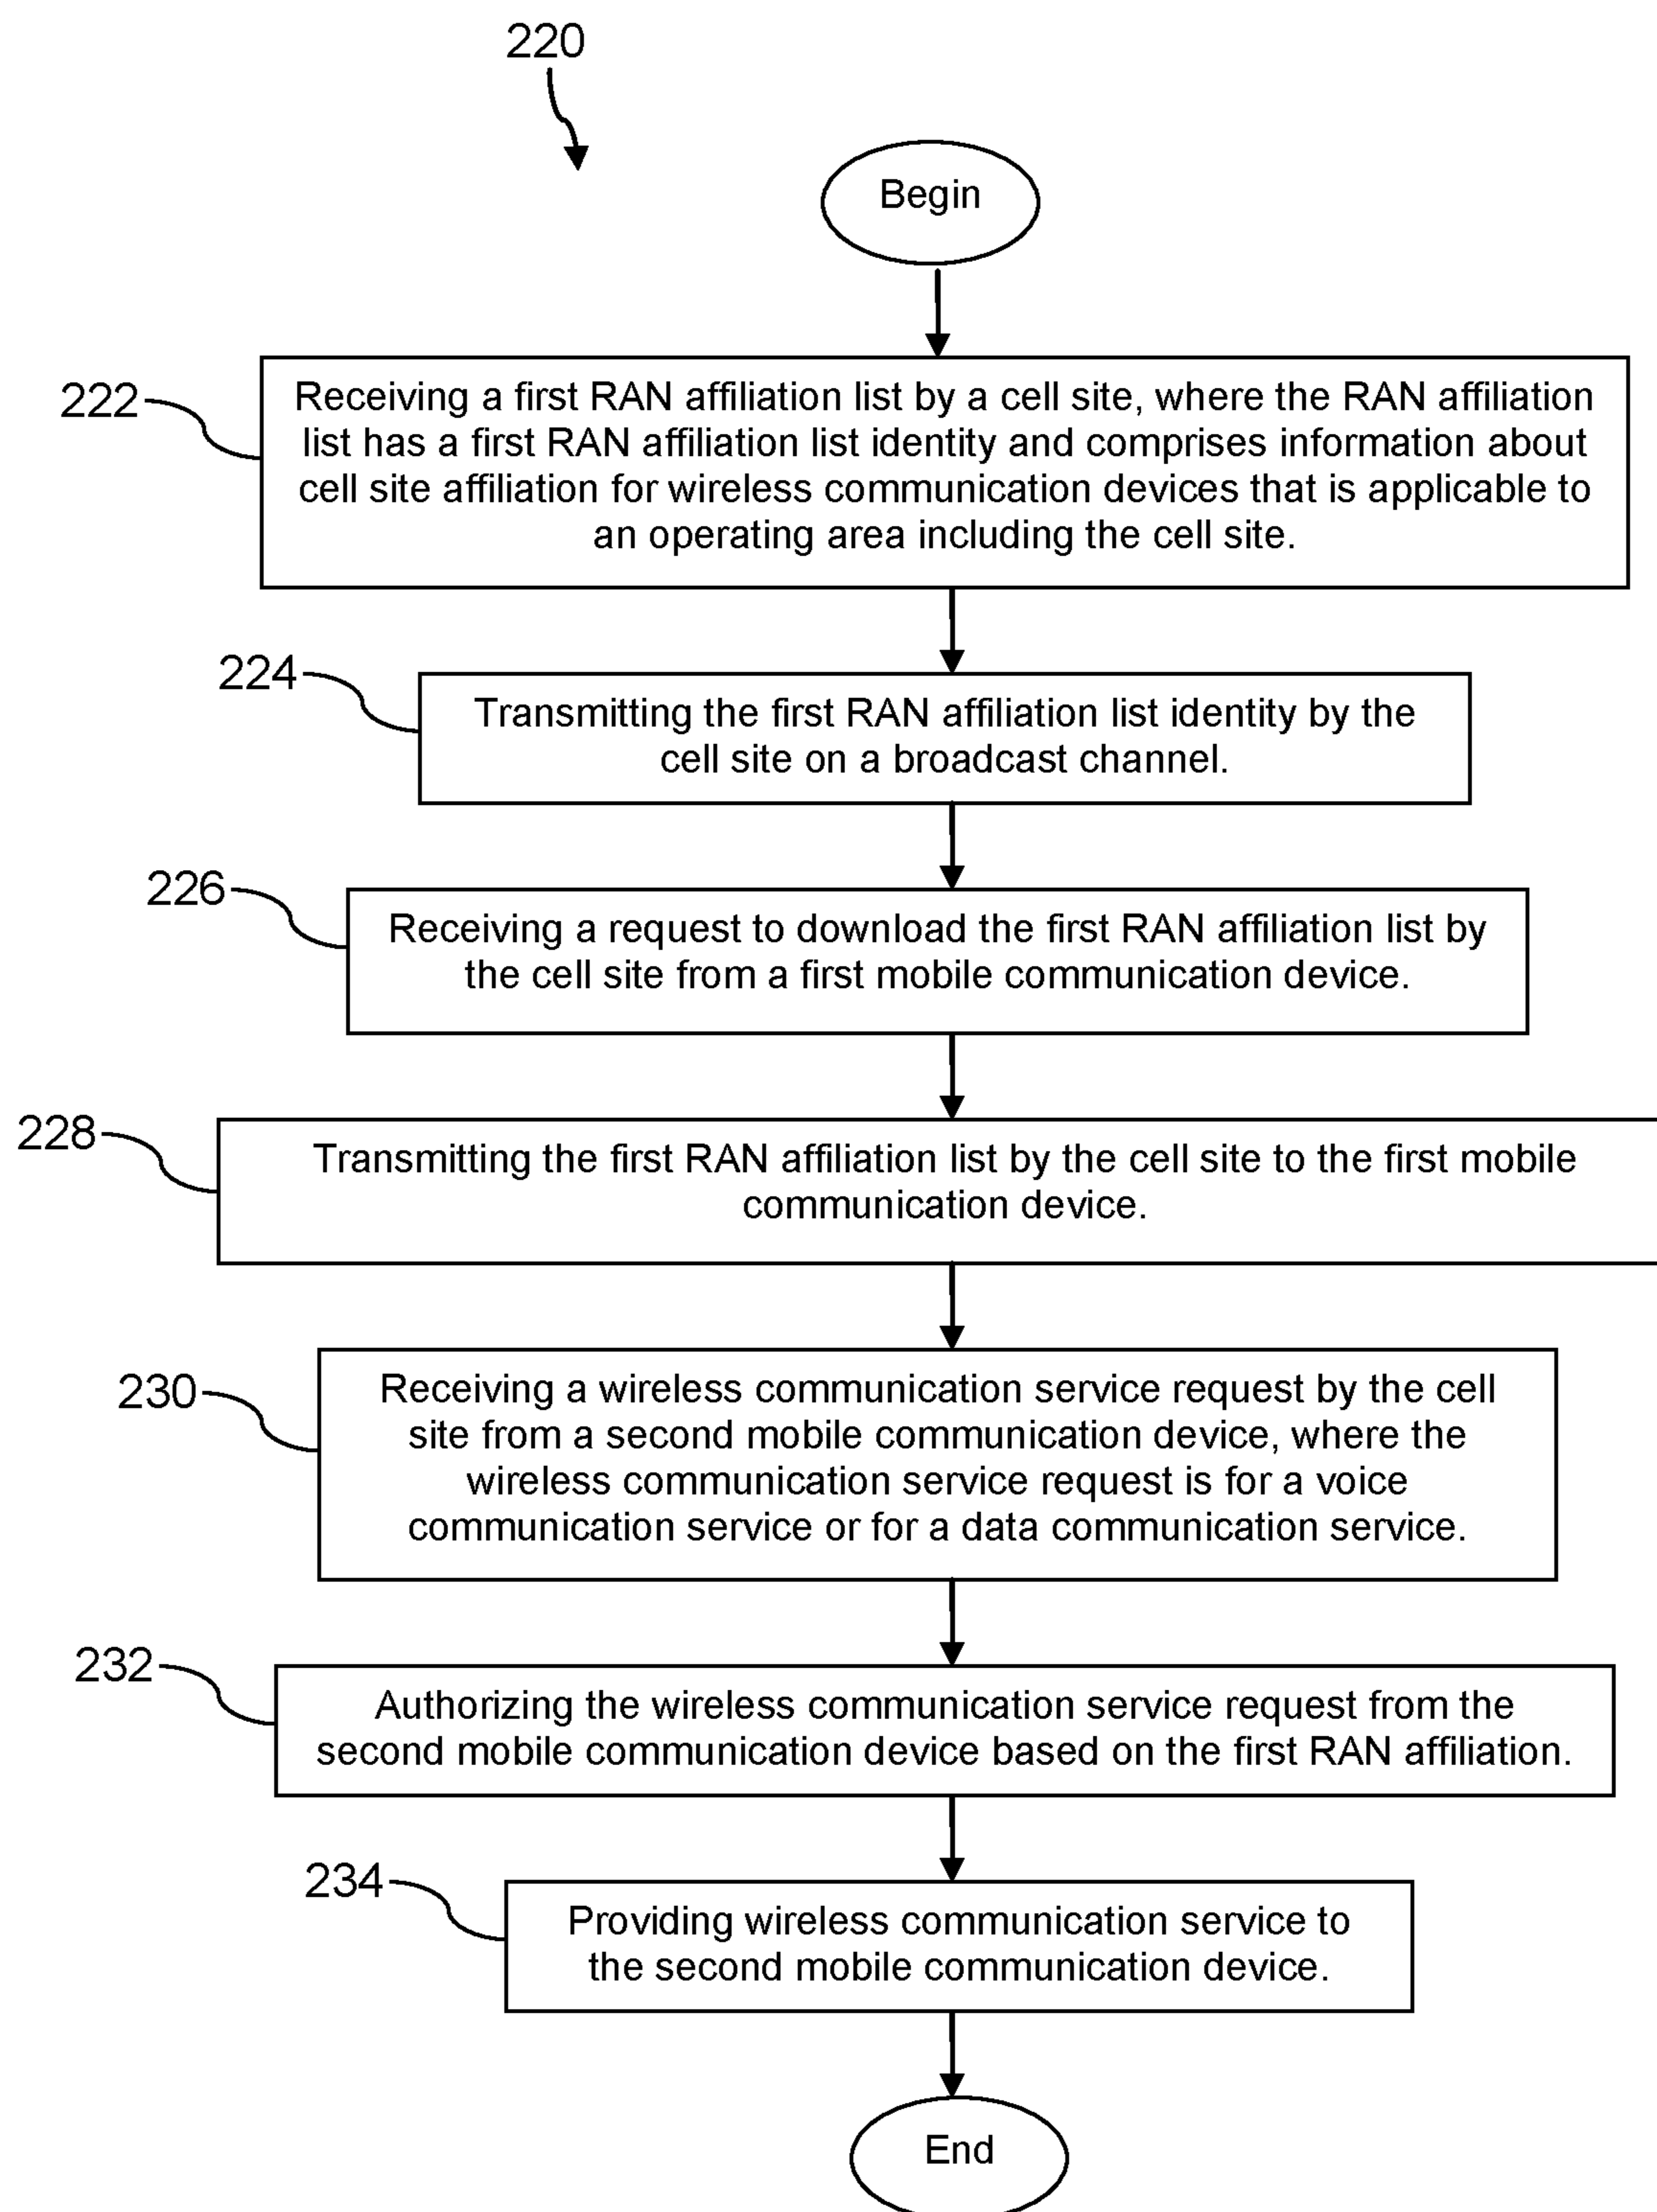 220
Begin
222
Receiving a first RAN affiliation list by a cell site, where the RAN affiliation
list has a first RAN affiliation list identity and comprises information about
cell site affiliation for wireless communication devices that is applicable to
an operating area including the cell site.
224
Transmitting the first RAN affiliation list identity by the
cell site on a broadcast channel.
226
Receiving a request to download the first RAN affiliation list by
the cell site from a first mobile communication device.
228
Transmitting the first RAN affiliation list by the cell site to the first mobile
communication device.
230
Receiving a wireless communication service request by the cell
site from a second mobile communication device, where the
wireless communication service request is for a voice
communication service or for a data communication service.
232
Authorizing the wireless communication service request from the
second mobile communication device based on the first RAN affiliation.
234
Providing wireless communication service to
the second mobile communication device.
End